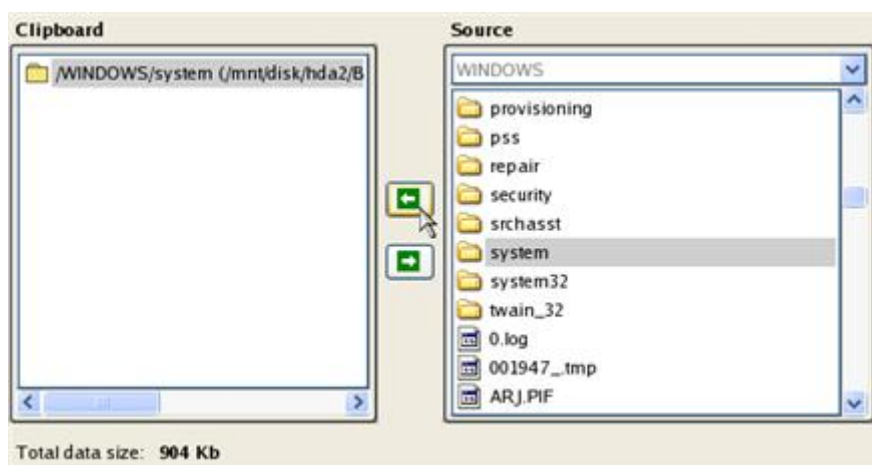 Clipboard
/WINDOWS/system (/mnt/disk/hda2/B
Source
WINDOWS
provisioning
pss
repair
security
srchasst
system
system32
twain_32
0.log
001947_.tmp
ARJ.PIF
Total data size: 904 Kb